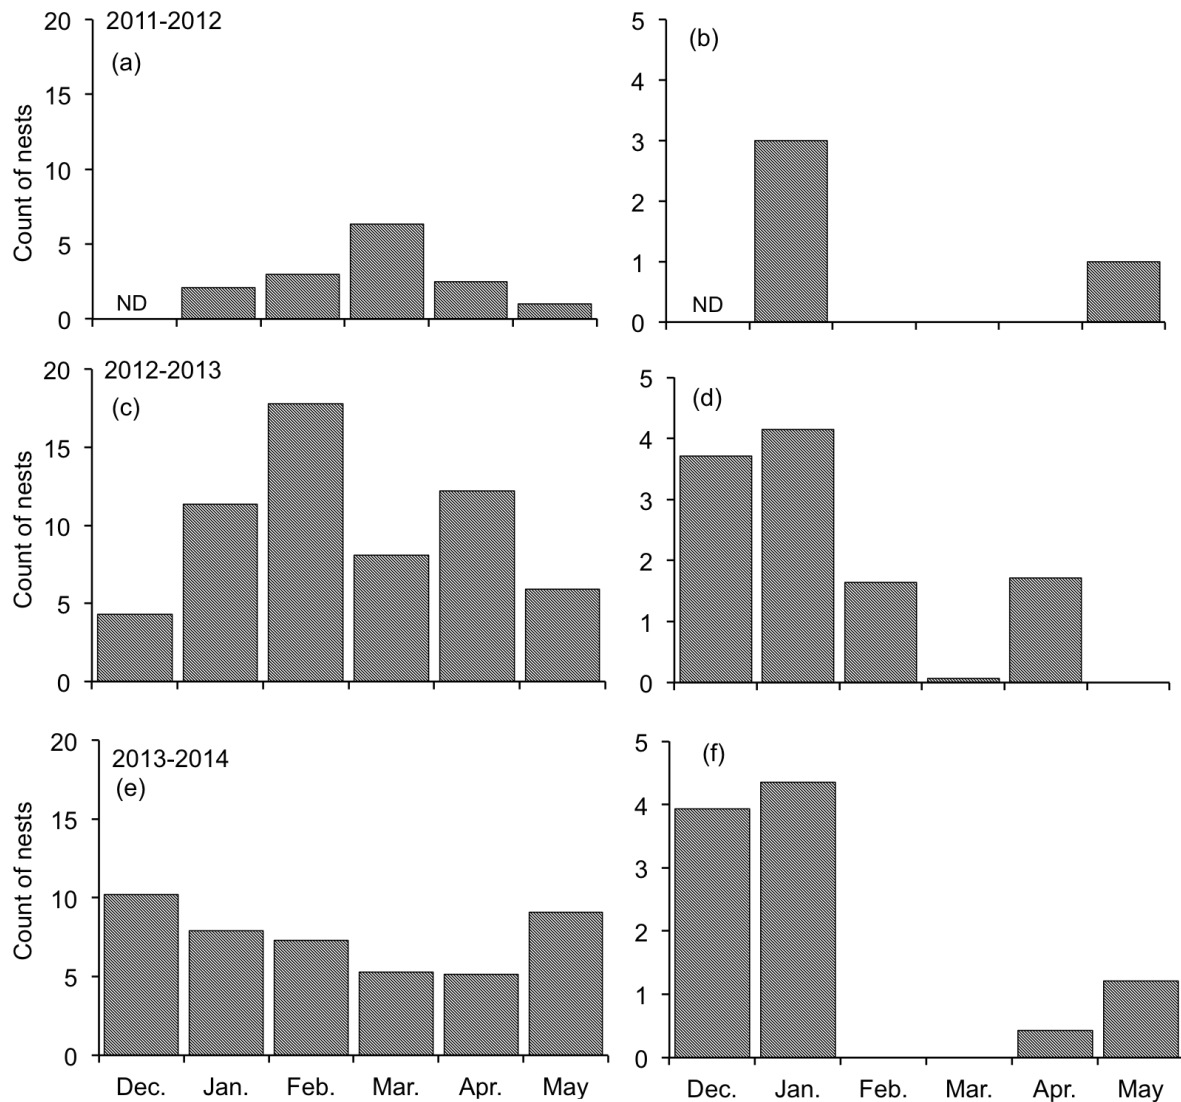 2011-2012
(a)
Count of nests
20
15
10
5
0
ND
(b)
5
4
3
2
1
0
ND
2012-2013
(c)
Count of nests
20
15
10
5
0
(d)
5
4
3
2
1
0
2013-2014
(e)
Count of nests
20
15
10
5
0
Dec. Jan. Feb. Mar. Apr. May
(f)
5
4
3
2
1
0
Dec. Jan. Feb. Mar. Apr. May